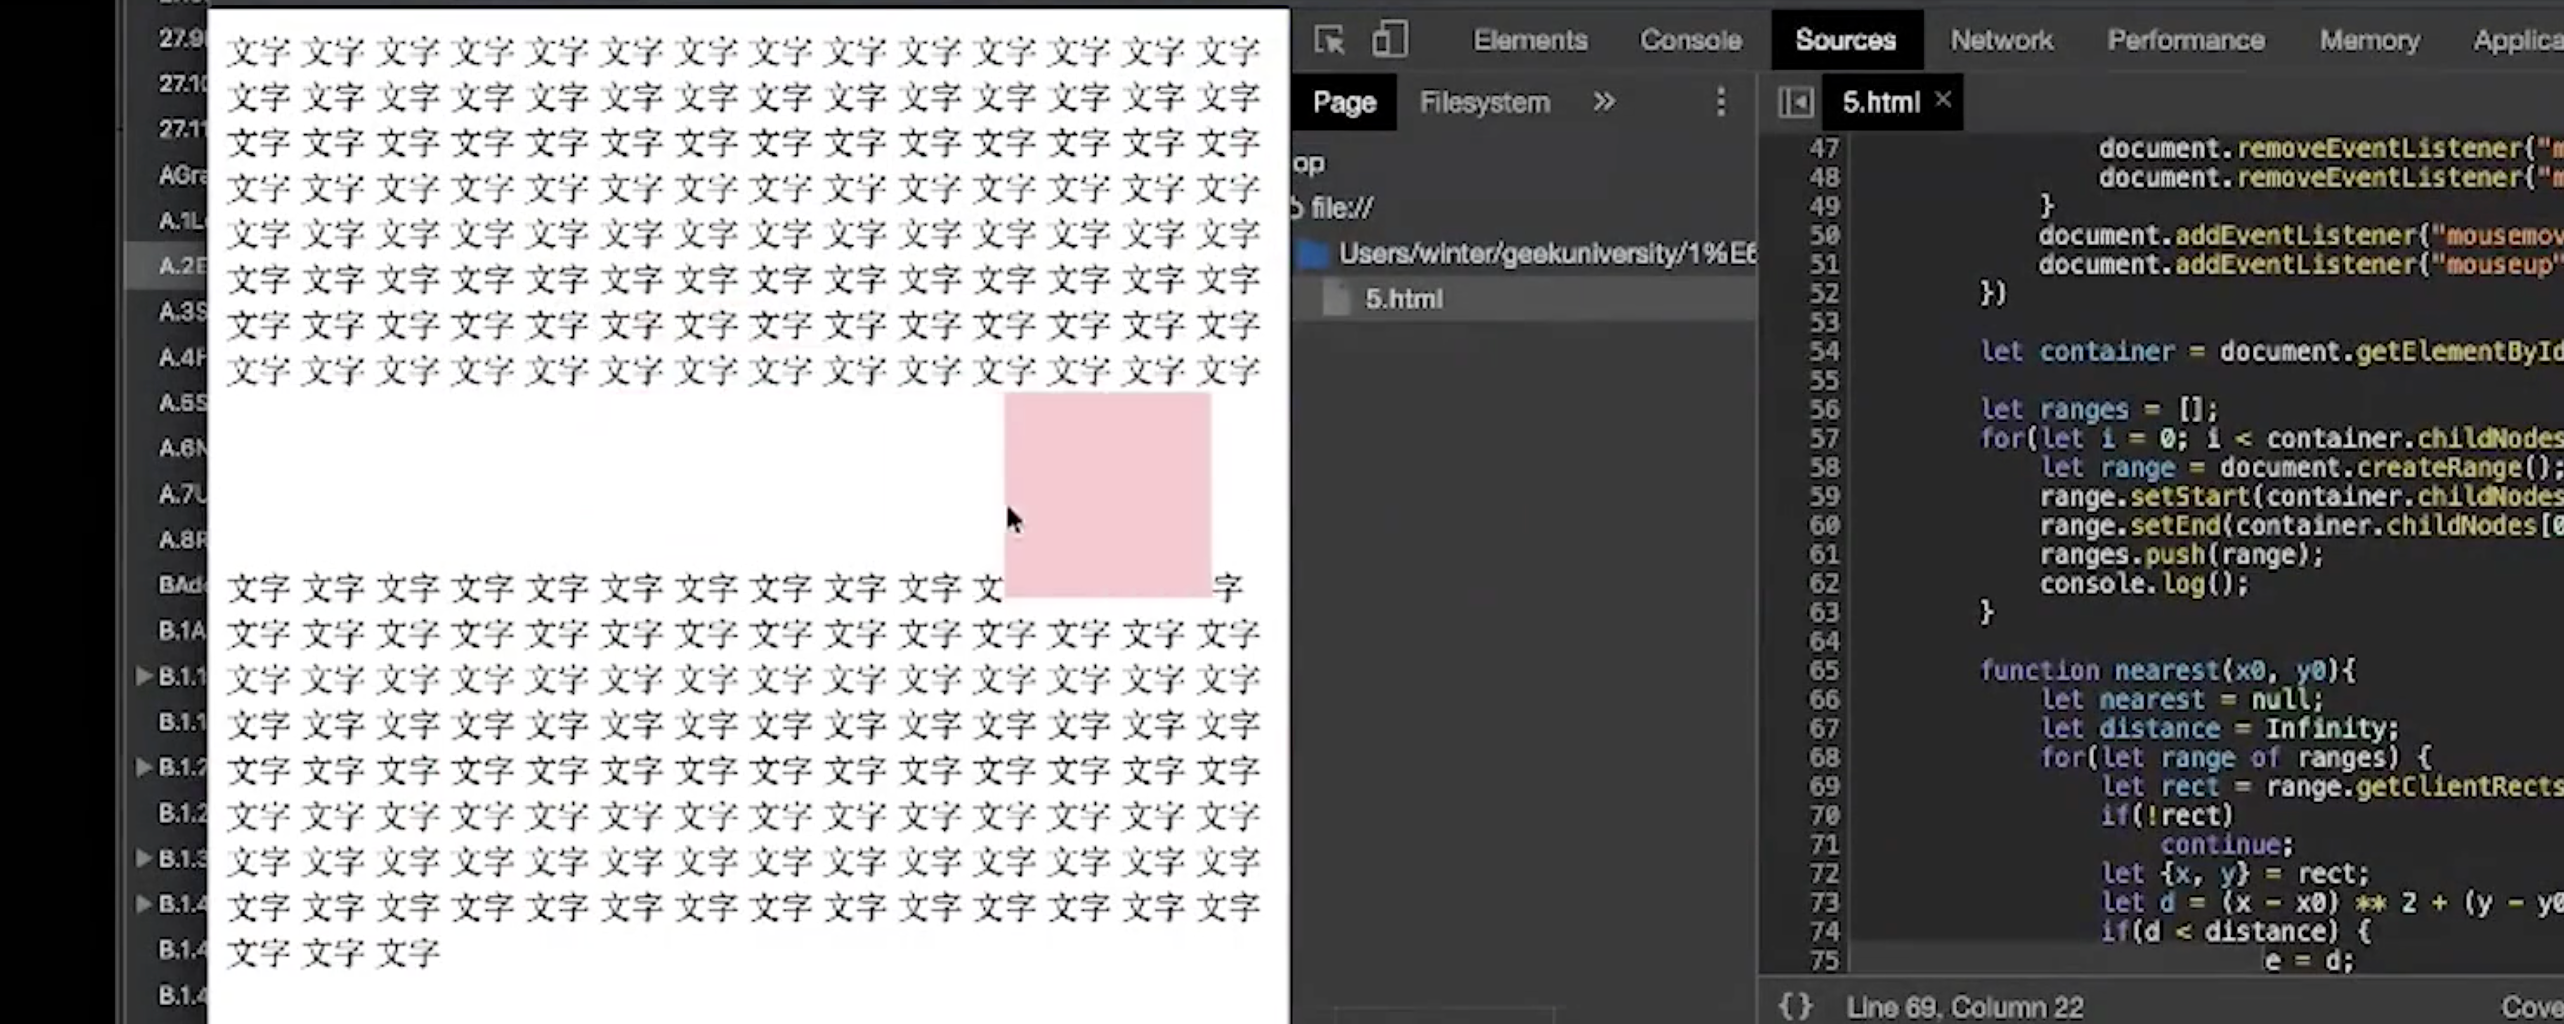 27.10
27.11
AGra
A.1L
A.2E
A.3S
A.4F
A.5S
A.6N
A.7U
A.8R
BAd
B.1A
B.1.1
B.1.1
B.1.2
B.1.2
B.1.3
B.1.4
B.1.4
B.1.4
文字 文字 文字 文字 文字 文字 文字 文字 文字 文字 文字 文字 文字 文字
文字 文字 文字 文字 文字 文字 文字 文字 文字 文字 文字 文字 文字 文字
文字 文字 文字 文字 文字 文字 文字 文字 文字 文字 文字 文字 文字 文字
文字 文字 文字 文字 文字 文字 文字 文字 文字 文字 文字 文字 文字 文字
文字 文字 文字 文字 文字 文字 文字 文字 文字 文字 文字 文字 文字 文字
文字 文字 文字 文字 文字 文字 文字 文字 文字 文字 文字 文字 文字 文字
文字 文字 文字 文字 文字 文字 文字 文字 文字 文字 文字 文字 文字 文字
文字 文字 文字 文字 文字 文字 文字 文字 文字 文字 文字 文字 文字 文字
文字 文字 文字 文字 文字 文字 文字 文字 文字 文字 文 字
文字 文字 文字 文字 文字 文字 文字 文字 文字 文字 文字 文字 文字 文字
文字 文字 文字 文字 文字 文字 文字 文字 文字 文字 文字 文字 文字 文字
文字 文字 文字 文字 文字 文字 文字 文字 文字 文字 文字 文字 文字 文字
文字 文字 文字 文字 文字 文字 文字 文字 文字 文字 文字 文字 文字 文字
文字 文字 文字 文字 文字 文字 文字 文字 文字 文字 文字 文字 文字 文字
文字 文字 文字 文字 文字 文字 文字 文字 文字 文字 文字 文字 文字 文字
文字 文字 文字 文字 文字 文字 文字 文字 文字 文字 文字 文字 文字 文字
文字 文字 文字
Elements Console Sources Network Performance Memory Applica
Page Filesystem »
op
file://
Users/winter/geekuniversity/1%E6
5.html
5.html ×
47 document.removeEventListener("m
48 document.removeEventListener("m
49 }
50 document.addEventListener("mousemov
51 document.addEventListener("mouseup"
52 })
53
54 let container = document.getElementById
55
56 let ranges = [];
57 for(let i = 0; i < container.childNodes
58 let range = document.createRange();
59 range.setStart(container.childNodes
60 range.setEnd(container.childNodes[0
61 ranges.push(range);
62 console.log();
63 }
64
65 function nearest(x0, y0){
66 let nearest = null;
67 let distance = Infinity;
68 for(let range of ranges) {
69 let rect = range.getClientRects
70 if(!rect)
71 continue;
72 let {x, y} = rect;
73 let d = (x - x0) ** 2 + (y - y0
74 if(d < distance) {
75 e = d;
{} Line 69, Column 22 Cove